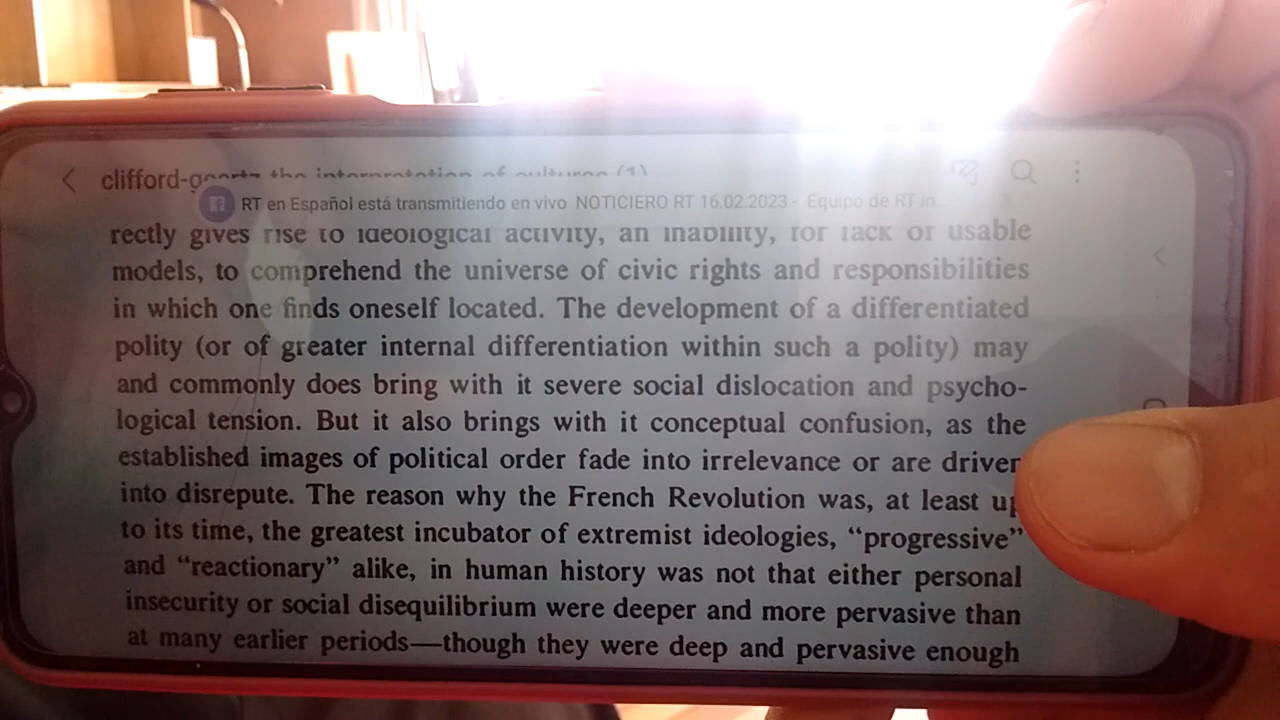 clifford-geertz the interpretation of cultures (1)
RT en Español está transmitiendo en vivo NOTICIERO RT 16.02.2023 - Equipo de RT in...
rectly gives rise to ideological activity, an inability, for lack of usable
models, to comprehend the universe of civic rights and responsibilities
in which one finds oneself located. The development of a differentiated
polity (or of greater internal differentiation within such a polity) may
and commonly does bring with it severe social dislocation and psycho-
logical tension. But it also brings with it conceptual confusion, as the
established images of political order fade into irrelevance or are driven
into disrepute. The reason why the French Revolution was, at least up
to its time, the greatest incubator of extremist ideologies, “progressive”
and “reactionary” alike, in human history was not that either personal
insecurity or social disequilibrium were deeper and more pervasive than
at many earlier periods—though they were deep and pervasive enough